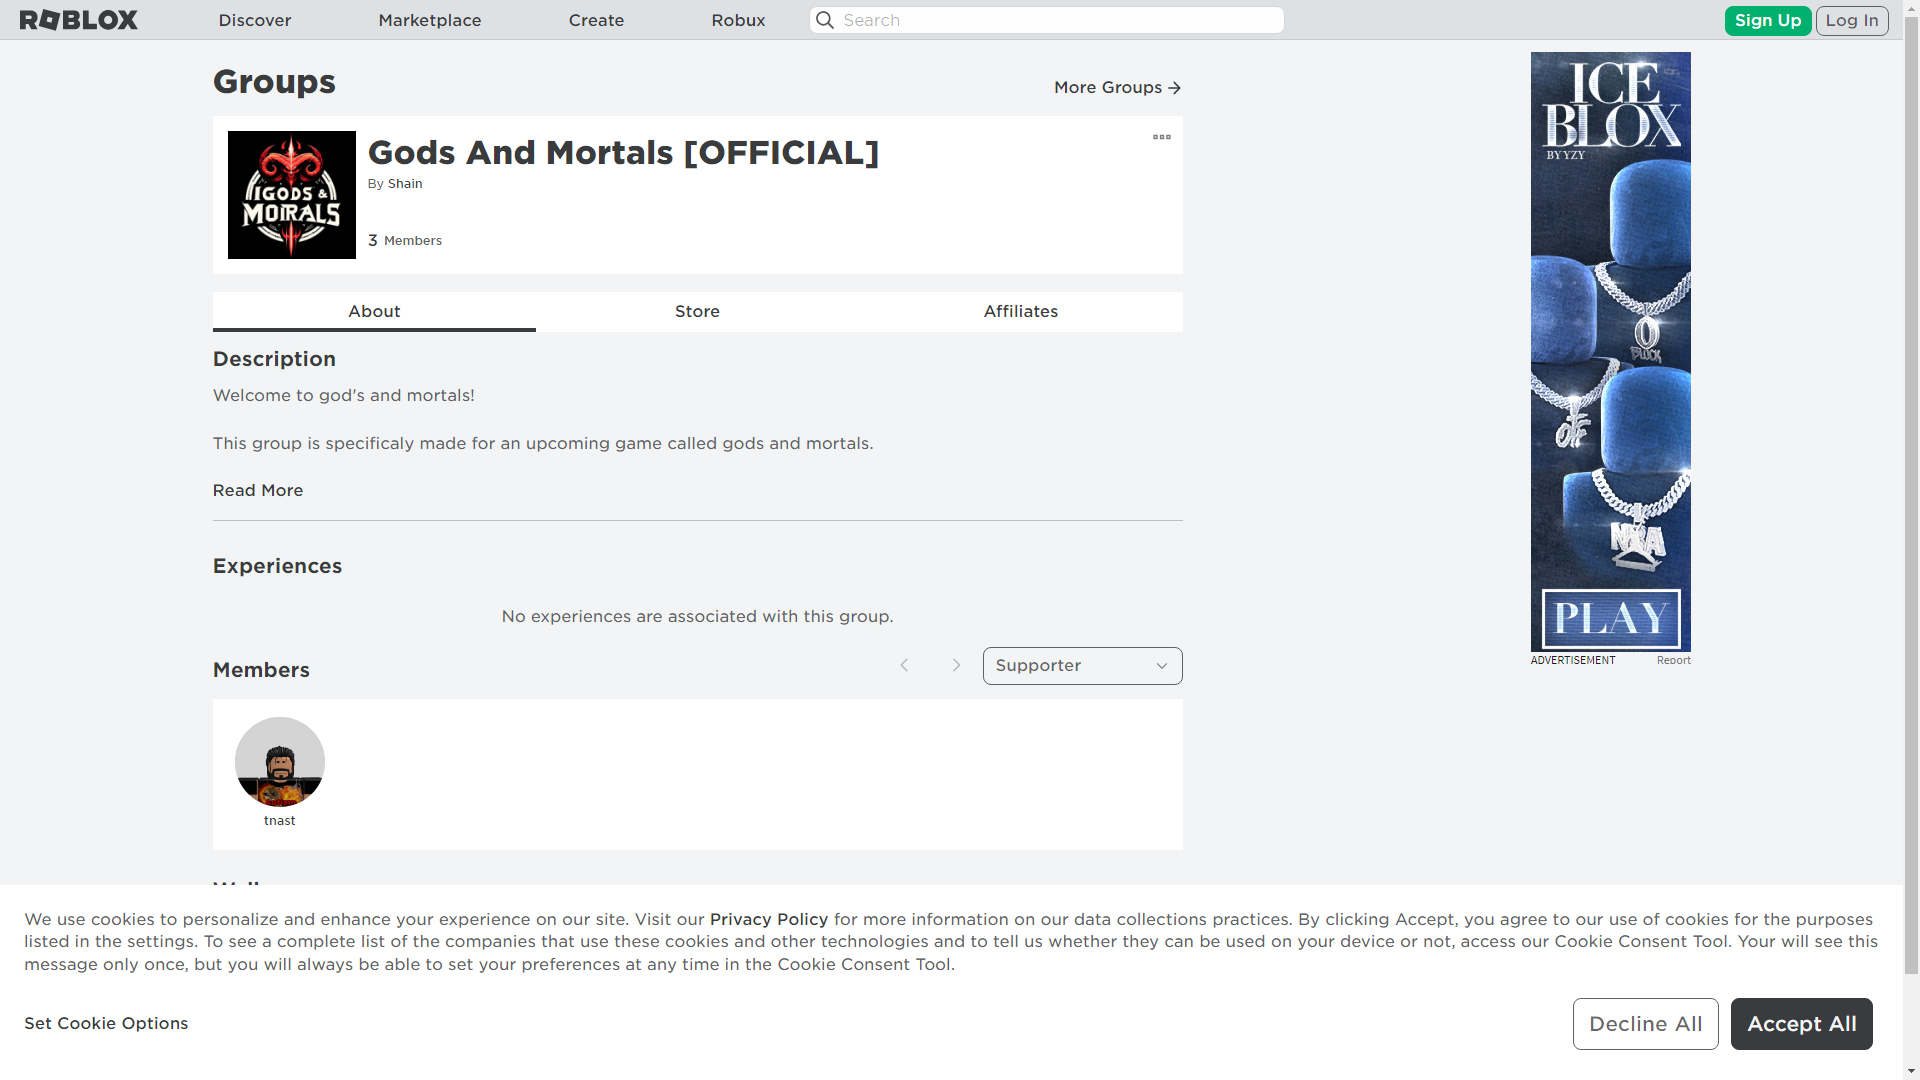 ROBLOX
Discover
Marketplace
Create
Robux
Search
Sign Up
Log In
Groups
More Groups
Gods And Mortals [OFFICIAL]
By Shain
3 Members
IGODS &
MOIRALS
About
Store
Affiliates
Description
Welcome to god's and mortals!
This group is specificaly made for an upcoming game called gods and mortals.
Read More
Experiences
No experiences are associated with this group.
Members
Supporter
tnast
ICE
BLOX
BY YZY
O
BLOCK
OFF
NBA
PLAY
ADVERTISEMENT
Report
We use cookies to personalize and enhance your experience on our site. Visit our Privacy Policy for more information on our data collections practices. By clicking Accept, you agree to our use of cookies for the purposes
listed in the settings. To see a complete list of the companies that use these cookies and other technologies and to tell us whether they can be used on your device or not, access our Cookie Consent Tool. Your will see this
message only once, but you will always be able to set your preferences at any time in the Cookie Consent Tool.
Set Cookie Options
Decline All
Accept All